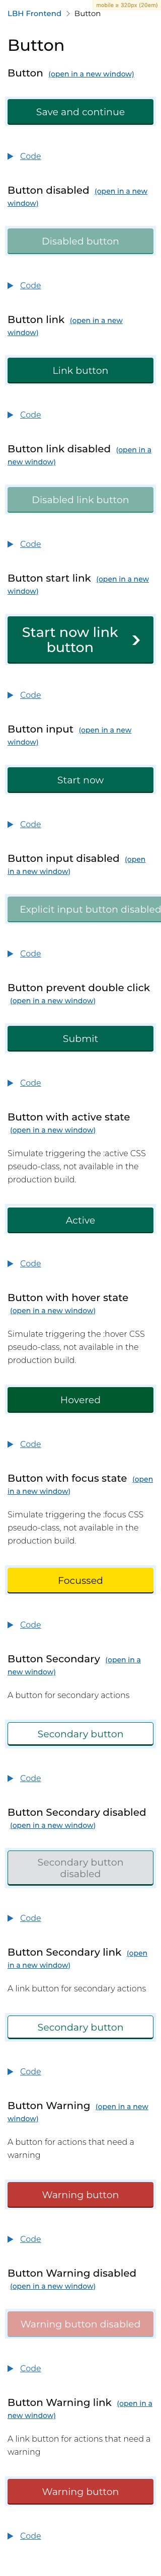 mobile ≥ 320px (20em)
LBH Frontend > Button
Button
Button (open in a new window)
Save and continue
Code
Button disabled (open in a new
window)
Disabled button
Code
Button link (open in a new
window)
Link button
Code
Button link disabled (open in a
new window)
Disabled link button
Code
Button start link (open in a new
window)
Start now link
button
Code
Button input (open in a new
window)
Start now
Code
Button input disabled (open
in a new window)
Explicit input button disabled
Code
Button prevent double click
(open in a new window)
Submit
Code
Button with active state
(open in a new window)
Simulate triggering the :active CSS
pseudo-class, not available in the
production build.
Active
Code
Button with hover state
(open in a new window)
Simulate triggering the :hover CSS
pseudo-class, not available in the
production build.
Hovered
Code
Button with focus state (open
in a new window)
Simulate triggering the :focus CSS
pseudo-class, not available in the
production build.
Focussed
Code
Button Secondary (open in a
new window)
A button for secondary actions
Secondary button
Code
Button Secondary disabled
(open in a new window)
Secondary button
disabled
Code
Button Secondary link (open
in a new window)
A link button for secondary actions
Secondary button
Code
Button Warning (open in a new
window)
A button for actions that need a
warning
Warning button
Code
Button Warning disabled
(open in a new window)
Warning button disabled
Code
Button Warning link (open in a
new window)
A link button for actions that need a
warning
Warning button
Code